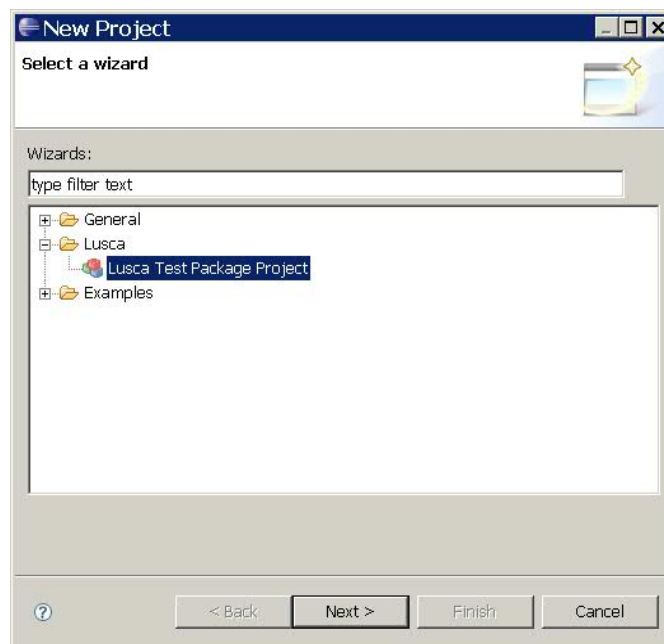 New Project
Select a wizard
Wizards:
type filter text
General
Lusca
Lusca Test Package Project
Examples
? < Back Next > Finish Cancel